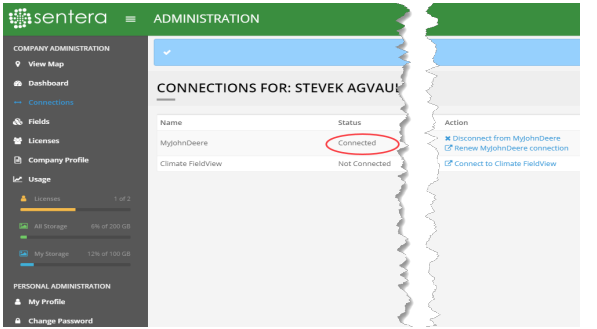 sentera
ADMINISTRATION
COMPANY ADMINISTRATION
View Map
Dashboard
Connections
Fields
Licenses
Company Profile
Usage
Licenses 1 of 2
All Storage 6% of 200 GB
My Storage 12% of 100 GB
PERSONAL ADMINISTRATION
My Profile
Change Password
CONNECTIONS FOR: STEVEK AGVAU
Name Status Action
MyJohnDeere Connected Disconnect from MyJohnDeere
Renew MyJohnDeere connection
Climate FieldView Not Connected Connect to Climate FieldView